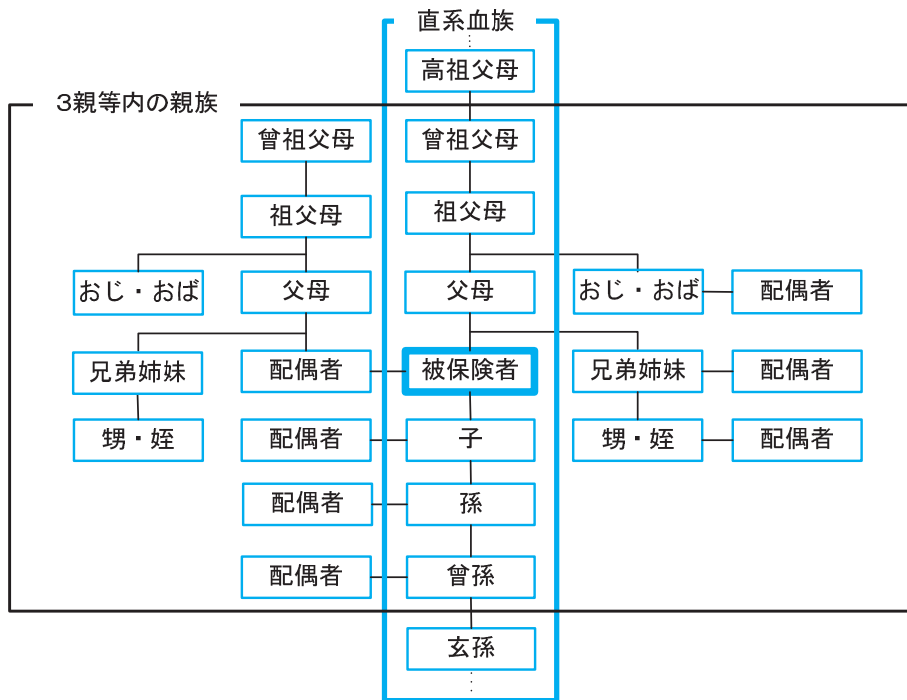 直系血族
高祖父母
3親等内の親族
曾祖父母
曾祖父母
祖父母
祖父母
おじ・おば
父母
父母
おじ・おば
配偶者
兄弟姉妹
配偶者
被保険者
兄弟姉妹
配偶者
甥・姪
配偶者
子
甥・姪
配偶者
配偶者
孫
配偶者
曾孫
玄孫